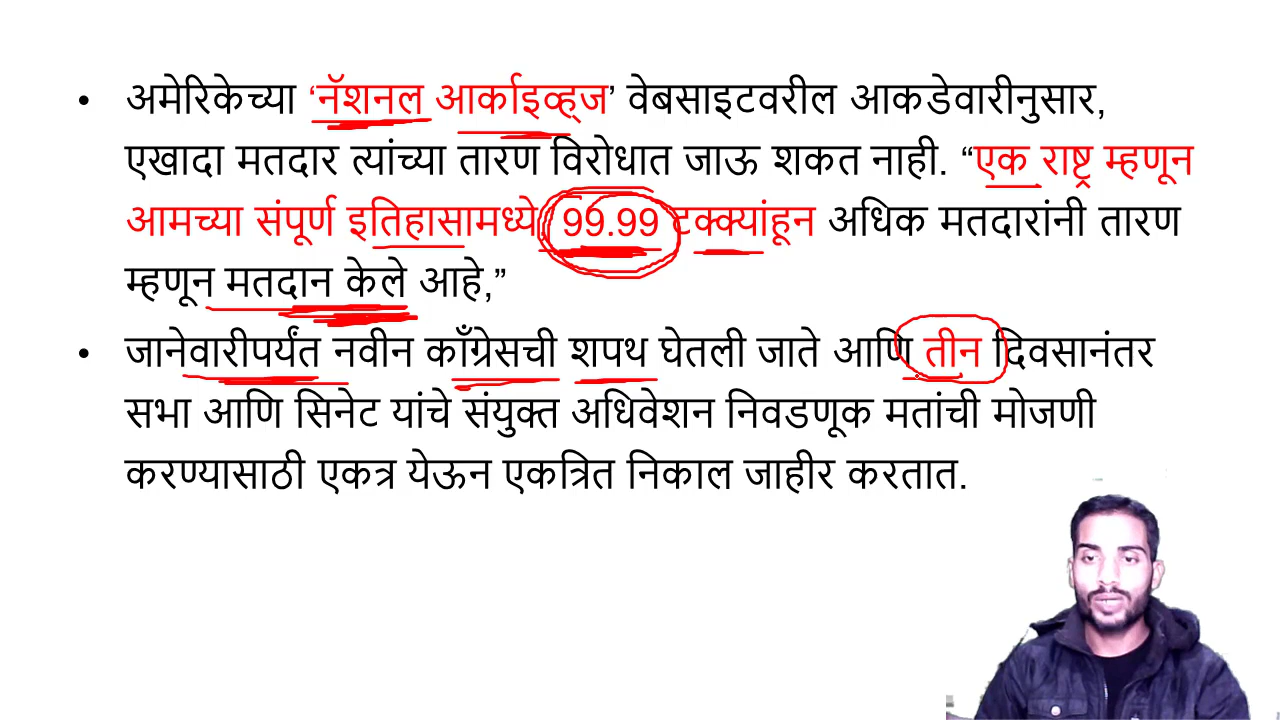 • अमेरिकेच्या ‘नॅशनल आर्काइव्ह्ज’ वेबसाइटवरील आकडेवारीनुसार,
एखादा मतदार त्यांच्या तारण विरोधात जाऊ शकत नाही. “एक राष्ट्र म्हणून
आमच्या संपूर्ण इतिहासामध्ये, 99.99 टक्क्यांहून अधिक मतदारांनी तारण
म्हणून मतदान केले आहे,”
• जानेवारीपर्यंत नवीन काँग्रेसची शपथ घेतली जाते आणि तीन दिवसानंतर
सभा आणि सिनेट यांचे संयुक्त अधिवेशन निवडणूक मतांची मोजणी
करण्यासाठी एकत्र येऊन एकत्रित निकाल जाहीर करतात.